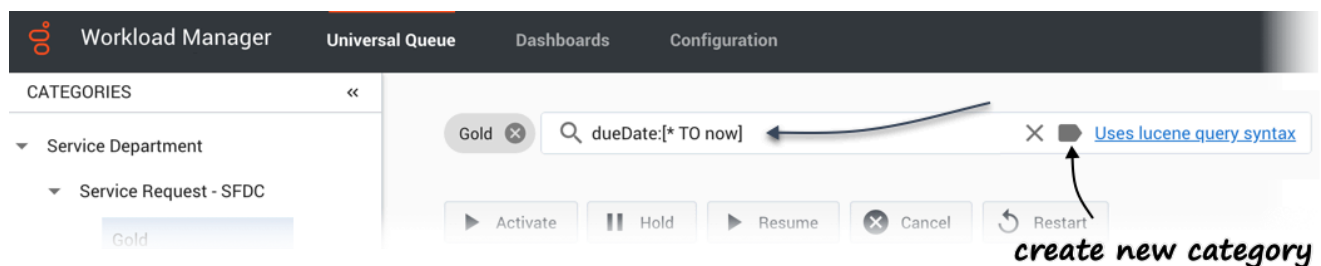 Workload Manager Universal Queue Dashboards Configuration
CATEGORIES «
Gold dueDate:[* TO now] Uses lucene query syntax
Service Department
Service Request - SFDC
Gold
Activate Hold Resume Cancel Restart
create new category